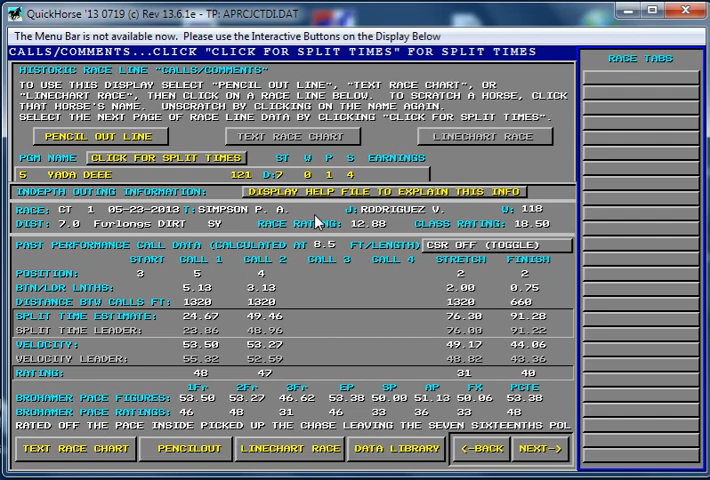 QuickHorse '13 0719 (c) Rev 13.6.1e - TP: APRCJCTDI.DAT
The Menu Bar is not available now.  Please use the Interactive Buttons on the Display Below
CALLS/COMMENTS...CLICK "CLICK FOR SPLIT TIMES" FOR SPLIT TIMES
RACE TABS
HISTORIC RACE LINE "CALLS/COMMENTS"
TO USE THIS DISPLAY SELECT "PENCIL OUT LINE", "TEXT RACE CHART", OR
"LINECHART RACE", THEN CLICK ON A RACE LINE BELOW.  TO SCRATCH A HORSE, CLICK
THAT HORSE'S NAME.  UNSCRATCH BY CLICKING ON THE NAME AGAIN.
SELECT THE NEXT PAGE OF RACE LINE DATA BY CLICKING "CLICK FOR SPLIT TIMES".
PENCIL OUT LINE TEXT RACE CHART LINECHART RACE
PGM NAME CLICK FOR SPLIT TIMES ST W P S EARNINGS
5 YADA DEEE 121 D:7 0 1 4
INDEPTH OUTING INFORMATION: DISPLAY HELP FILE TO EXPLAIN THIS INFO
RACE: CT 1 05-23-2013 T:SIMPSON P. A. J:RODRIGUEZ V. W: 118
DIST: 7.0 Furlongs DIRT SY RACE RATING: 12.88 CLASS RATING: 18.50
PAST PERFORMANCE CALL DATA (CALCULATED AT 8.5 FT/LENGTH) CSR OFF (TOGGLE)
START CALL 1 CALL 2 CALL 3 CALL 4 STRETCH FINISH
POSITION: 3 5 4 2 2
BTN/LDR LNTHS: 5.13 3.13 2.00 0.75
DISTANCE BTW CALLS FT: 1320 1320 1320 660
SPLIT TIME ESTIMATE: 24.67 49.46 76.30 91.28
SPLIT TIME LEADER: 23.86 48.96 76.00 91.22
VELOCITY: 53.50 53.27 49.17 44.06
VELOCITY LEADER: 55.32 52.59 48.82 43.36
RATING: 48 47 31 40
1Fr 2Fr 3Fr EP SP AP FX PCTE
BROHAMER PACE FIGURES: 53.50 53.27 46.62 53.38 50.00 51.13 50.06 53.38
BROHAMER PACE RATINGS: 46 48 31 46 33 36 33 48
RATED OFF THE PACE INSIDE PICKED UP THE CHASE LEAVING THE SEVEN SIXTEENTHS POL
TEXT RACE CHART PENCILOUT LINECHART RACE DATA LIBRARY <-BACK NEXT->